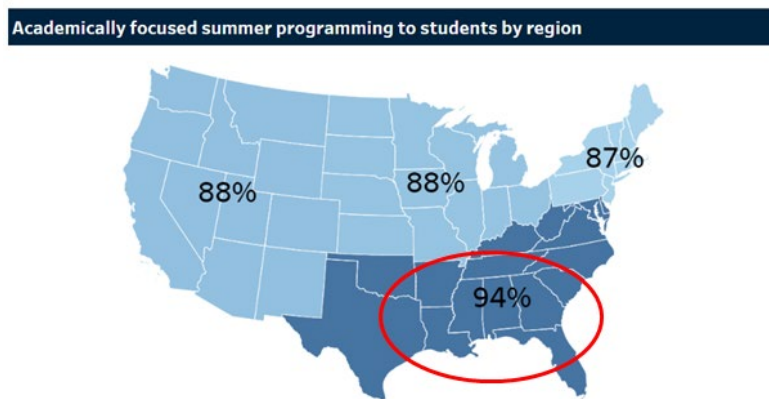 Academically focused summer programming to students by region
87%
88%
88%
94%